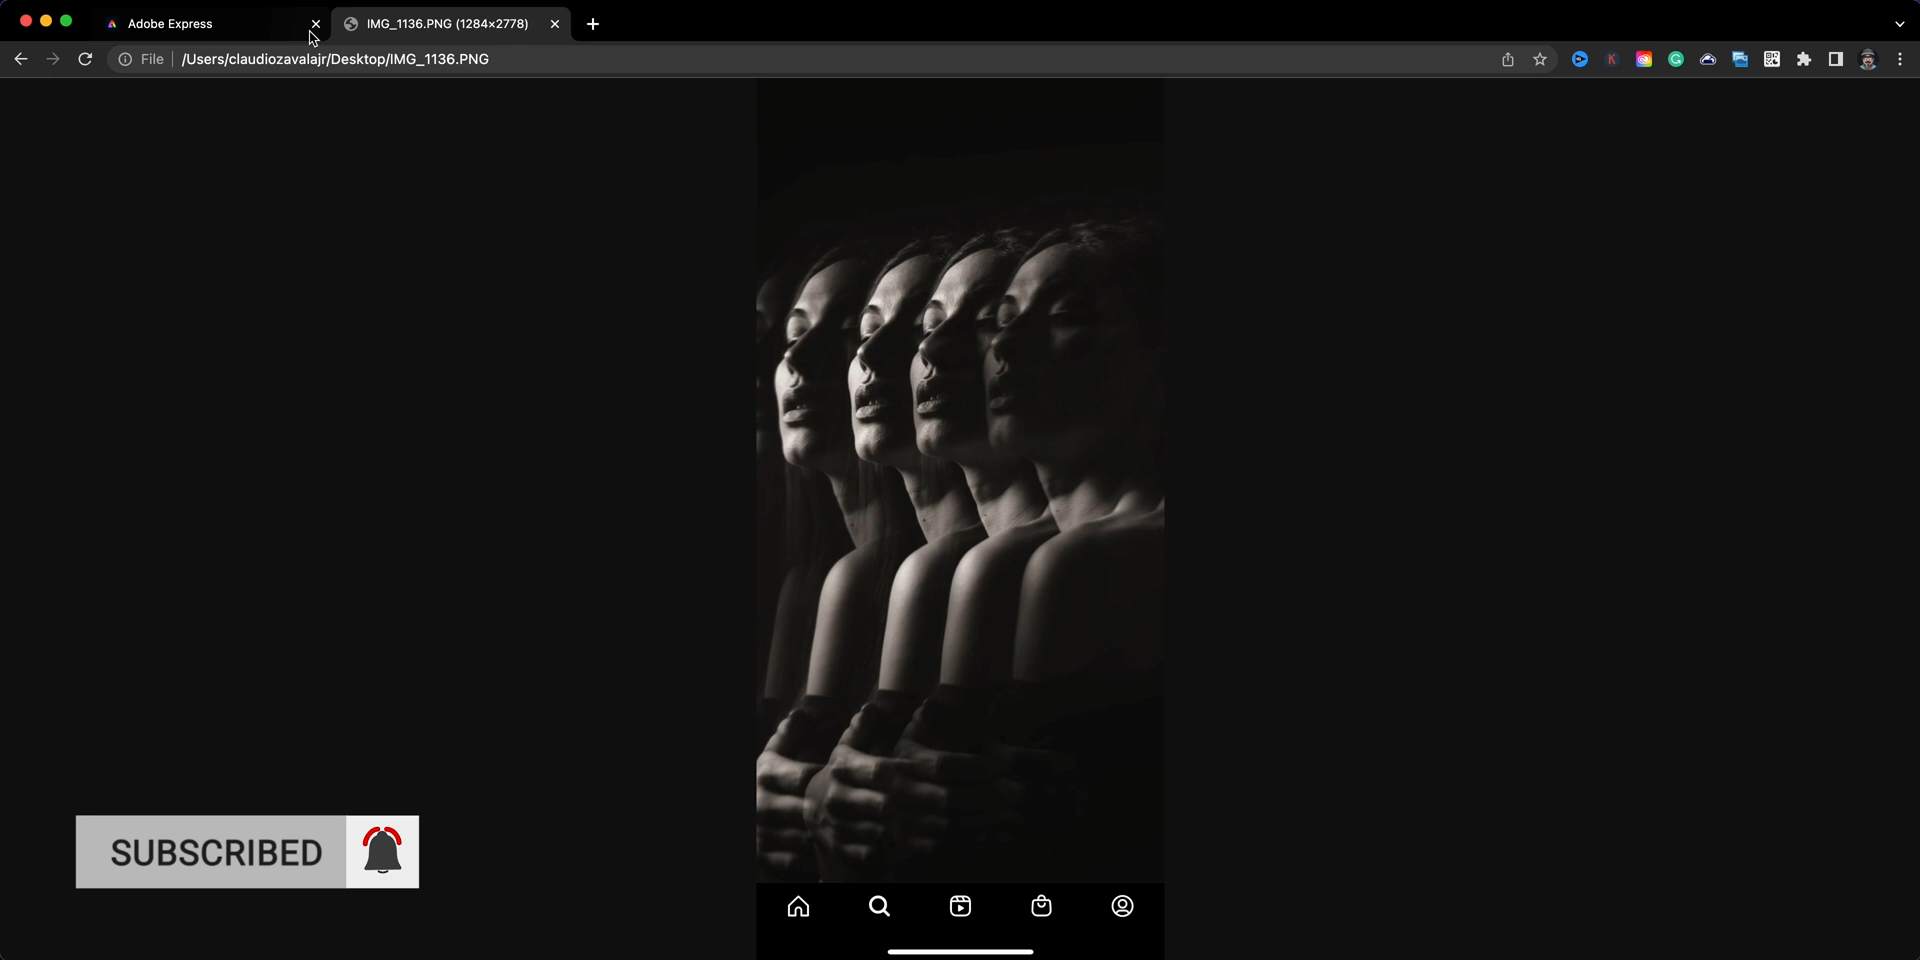 Adobe Express
IMG_1136.PNG (1284×2778)
File
/Users/claudiozavalajr/Desktop/IMG_1136.PNG
K
SUBSCRIBED